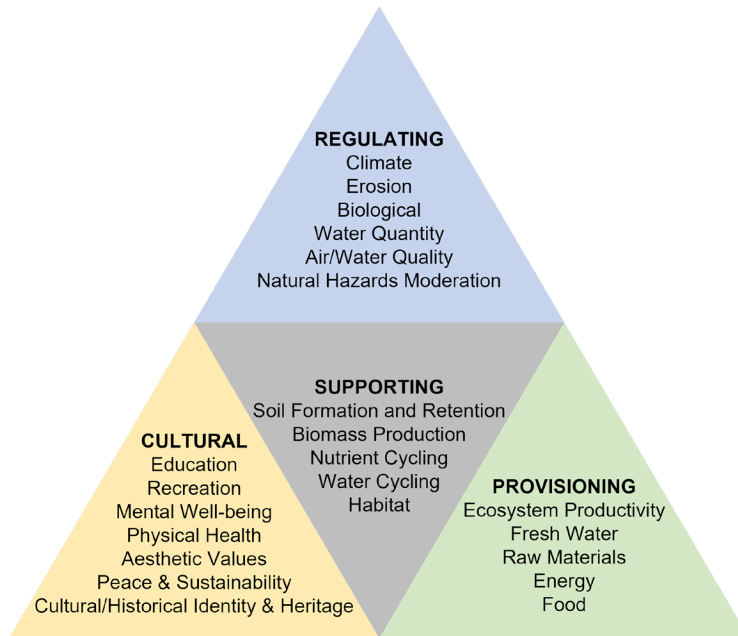 REGULATING
Climate
Erosion
Biological
Water Quantity
Air/Water Quality
Natural Hazards Moderation
SUPPORTING
Soil Formation and Retention
Biomass Production
Nutrient Cycling
Water Cycling
Habitat
CULTURAL
Education
Recreation
Mental Well-being
Physical Health
Aesthetic Values
Peace & Sustainability
Cultural/Historical Identity & Heritage
PROVISIONING
Ecosystem Productivity
Fresh Water
Raw Materials
Energy
Food